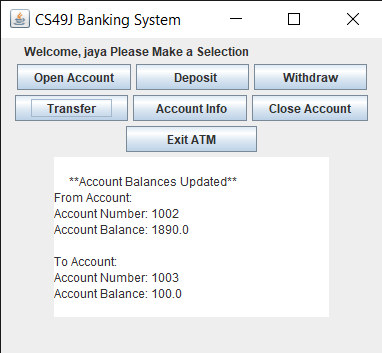 CS49J Banking System
Welcome, jaya Please Make a Selection
Open Account Deposit Withdraw
Transfer Account Info Close Account
Exit ATM
**Account Balances Updated**
From Account:
Account Number: 1002
Account Balance: 1890.0
To Account:
Account Number: 1003
Account Balance: 100.0